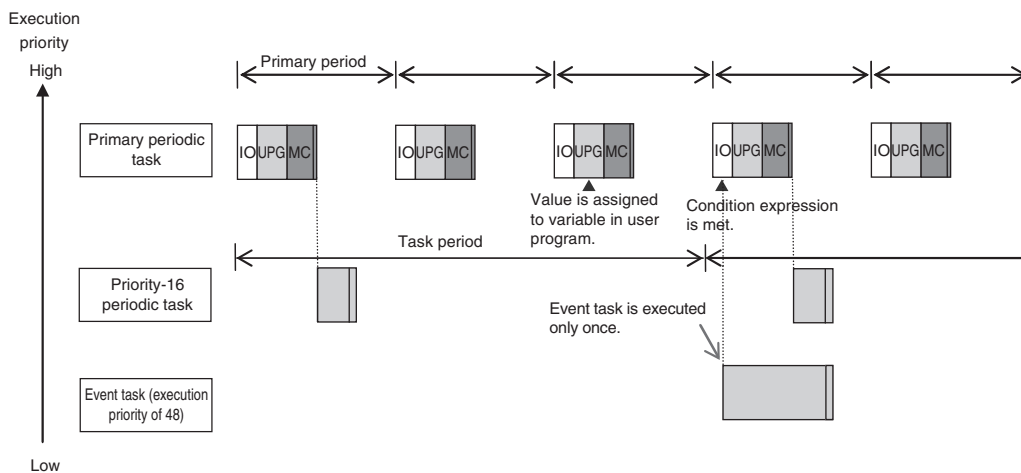 Execution
priority
High
Primary period
Primary periodic
task
IO UPG MC
IO UPG MC
IO UPG MC
IO UPG MC
IO UPG MC
Value is assigned
to variable in user
program.
Condition expression
is met.
Task period
Priority-16
periodic task
Event task is executed
only once.
Event task (execution
priority of 48)
Low